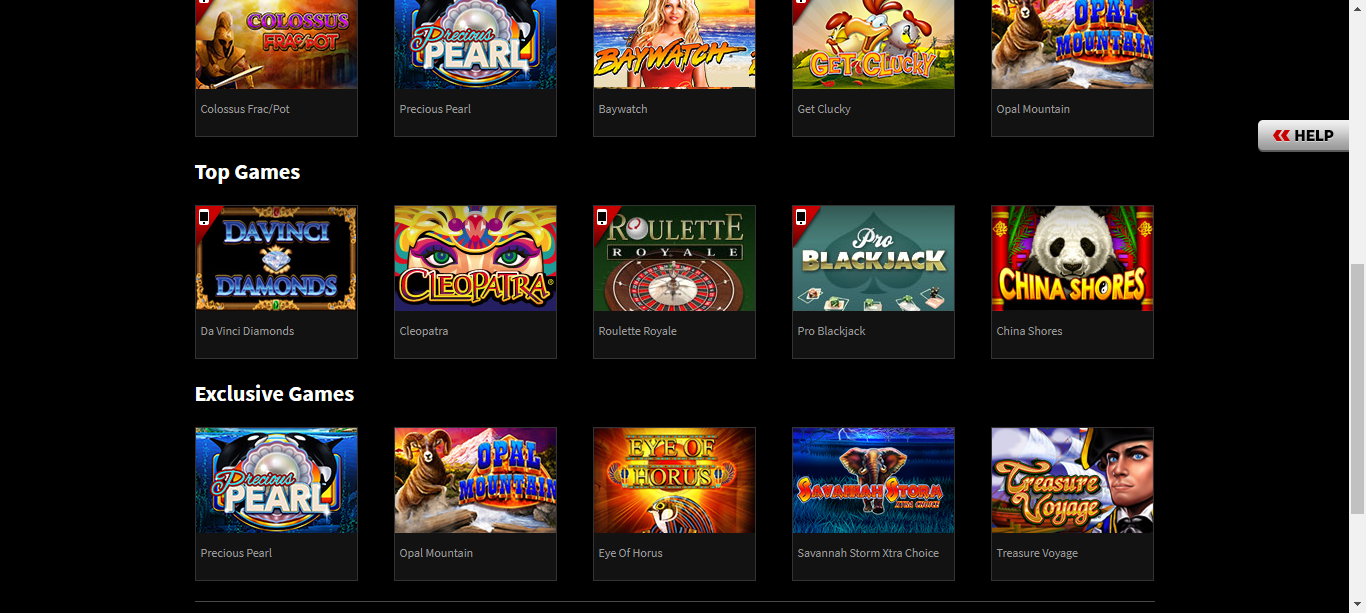 COLOSSUS
FRAC/POT
Precious
PEARL
BAYWATCH
GET CLUCKY
OPAL
MOUNTAIN
Colossus Frac/Pot
Precious Pearl
Baywatch
Get Clucky
Opal Mountain
HELP
Top Games
DAVINCI
DIAMONDS
CLEOPATRA®
ROULETTE
ROYALE
Pro
BLACKJACK
CHINA SHORES
Da Vinci Diamonds
Cleopatra
Roulette Royale
Pro Blackjack
China Shores
Exclusive Games
Precious
PEARL
OPAL
MOUNTAIN
EYE OF
HORUS
SAVANNAH STORM
XTRA CHOICE
Treasure
Voyage
Precious Pearl
Opal Mountain
Eye Of Horus
Savannah Storm Xtra Choice
Treasure Voyage